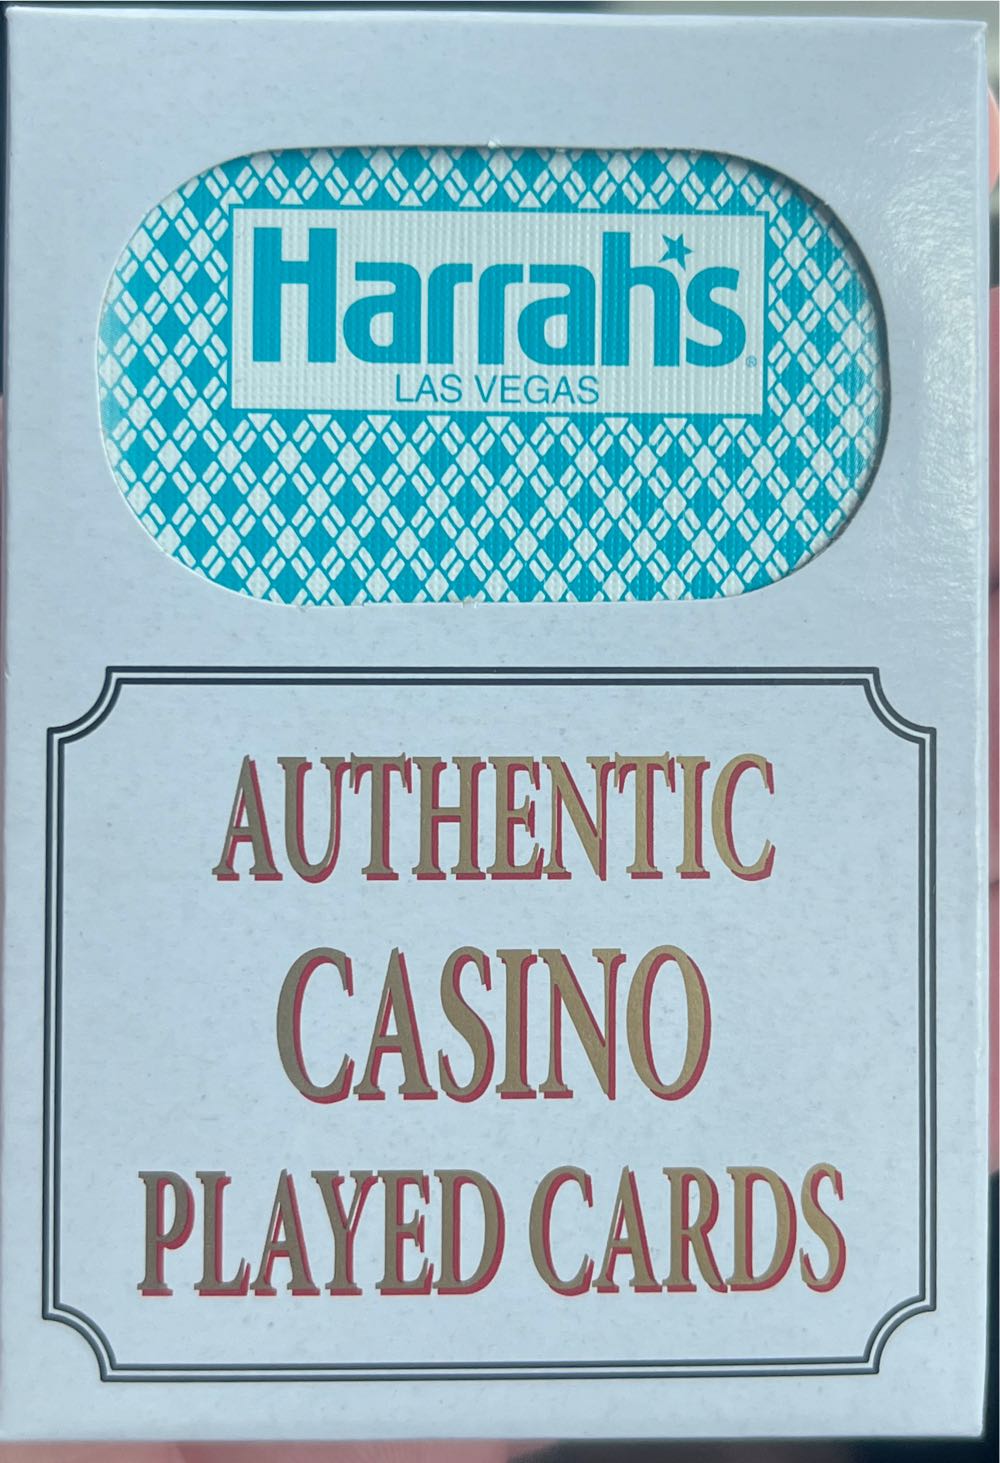 Harrah's®
LAS VEGAS
AUTHENTIC
CASINO
PLAYED CARDS